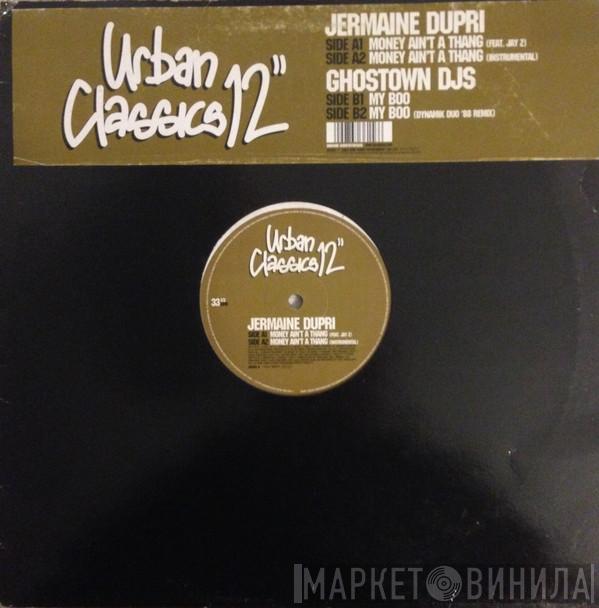 Urban
Classics 12"
JERMAINE DUPRI
SIDE A1 MONEY AIN'T A THANG (FEAT. JAY Z)
SIDE A2 MONEY AIN'T A THANG (INSTRUMENTAL)
GHOSTOWN DJS
SIDE B1 MY BOO
SIDE B2 MY BOO (DYNAMIK DUO '88 REMIX)
Urban
Classics 12"
33
JERMAINE DUPRI
SIDE A1 MONEY AIN'T A THANG (FEAT. JAY Z)
SIDE A2 MONEY AIN'T A THANG (INSTRUMENTAL)
МАРКЕТ ВИНИЛА